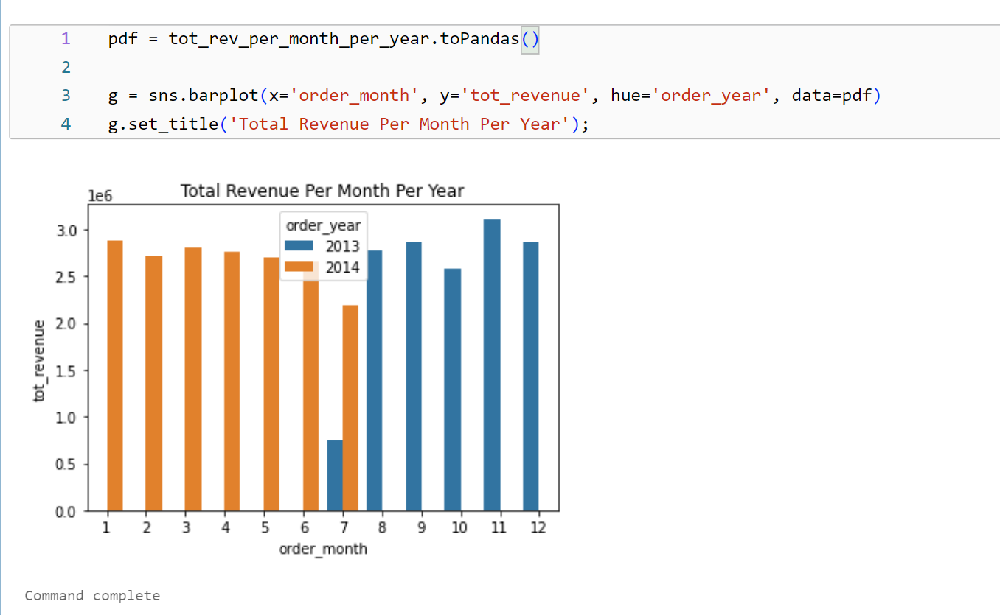 1 pdf = tot_rev_per_month_per_year.toPandas()
2
3 g = sns.barplot(x='order_month', y='tot_revenue', hue='order_year', data=pdf)
4 g.set_title('Total Revenue Per Month Per Year');
Total Revenue Per Month Per Year
1e6
order_year
2013
2014
3.0
2.5
2.0
1.5
1.0
0.5
0.0
tot_revenue
1 2 3 4 5 6 7 8 9 10 11 12
order_month
Command complete